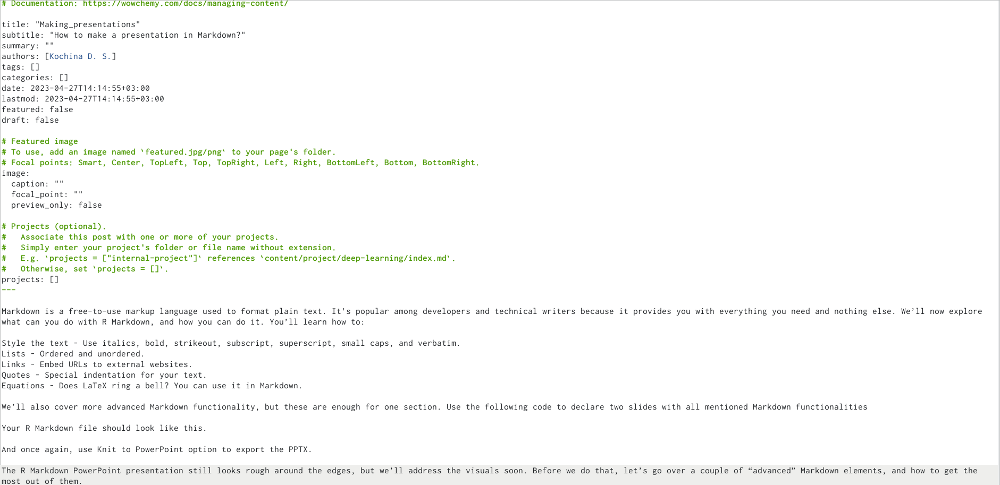 # Documentation: https://wowchemy.com/docs/managing-content/
title: "Making_presentations"
subtitle: "How to make a presentation in Markdown?"
summary: ""
authors: [Kochina D. S.]
tags: []
categories: []
date: 2023-04-27T14:14:55+03:00
lastmod: 2023-04-27T14:14:55+03:00
featured: false
draft: false
# Featured image
# To use, add an image named `featured.jpg/png` to your page's folder.
# Focal points: Smart, Center, TopLeft, Top, TopRight, Left, Right, BottomLeft, Bottom, BottomRight.
image:
  caption: ""
  focal_point: ""
  preview_only: false
# Projects (optional).
#   Associate this post with one or more of your projects.
#   Simply enter your project's folder or file name without extension.
#   E.g. `projects = ["internal-project"]` references `content/project/deep-learning/index.md`.
#   Otherwise, set `projects = []`.
projects: []
---
Markdown is a free-to-use markup language used to format plain text. It’s popular among developers and technical writers because it provides you with everything you need and nothing else. We’ll now explore
what can you do with R Markdown, and how you can do it. You’ll learn how to:
Style the text - Use italics, bold, strikeout, subscript, superscript, small caps, and verbatim.
Lists - Ordered and unordered.
Links - Embed URLs to external websites.
Quotes - Special indentation for your text.
Equations - Does LaTeX ring a bell? You can use it in Markdown.
We’ll also cover more advanced Markdown functionality, but these are enough for one section. Use the following code to declare two slides with all mentioned Markdown functionalities
Your R Markdown file should look like this.
And once again, use Knit to PowerPoint option to export the PPTX.
The R Markdown PowerPoint presentation still looks rough around the edges, but we’ll address the visuals soon. Before we do that, let’s go over a couple of “advanced” Markdown elements, and how to get the
most out of them.